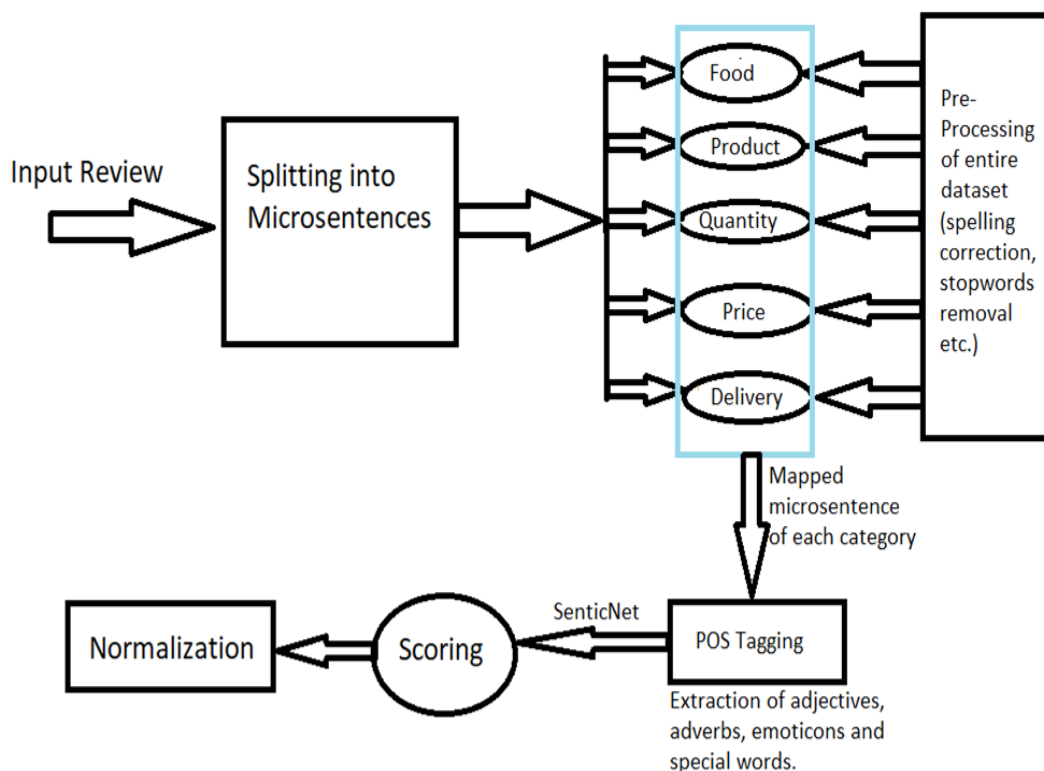 Input Review
Splitting into
Microsentences
Food
Product
Quantity
Price
Delivery
Pre-
Processing
of entire
dataset
(spelling
correction,
stopwords
removal
etc.)
Mapped
microsentence
of each category
POS Tagging
Extraction of adjectives,
adverbs, emoticons and
special words.
SenticNet
Scoring
Normalization